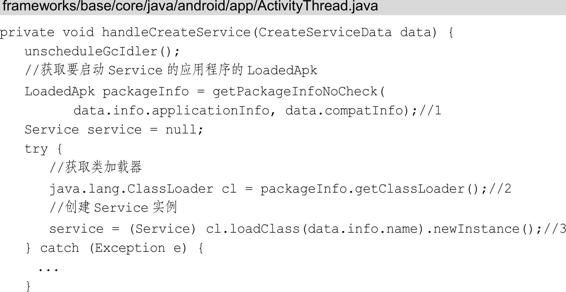 frameworks/base/core/java/android/app/ActivityThread.java
private void handleCreateService(CreateServiceData data) {
unscheduleGcIdler();
//获取要启动 Service 的应用程序的 LoadedApk
LoadedApk packageInfo = getPackageInfoNoCheck(
data.info.applicationInfo, data.compatInfo);//1
Service service = null;
try {
//获取类加载器
java.lang.ClassLoader cl = packageInfo.getClassLoader();//2
//创建 Service 实例
service = (Service) cl.loadClass(data.info.name).newInstance();//3
} catch (Exception e) {
...
}